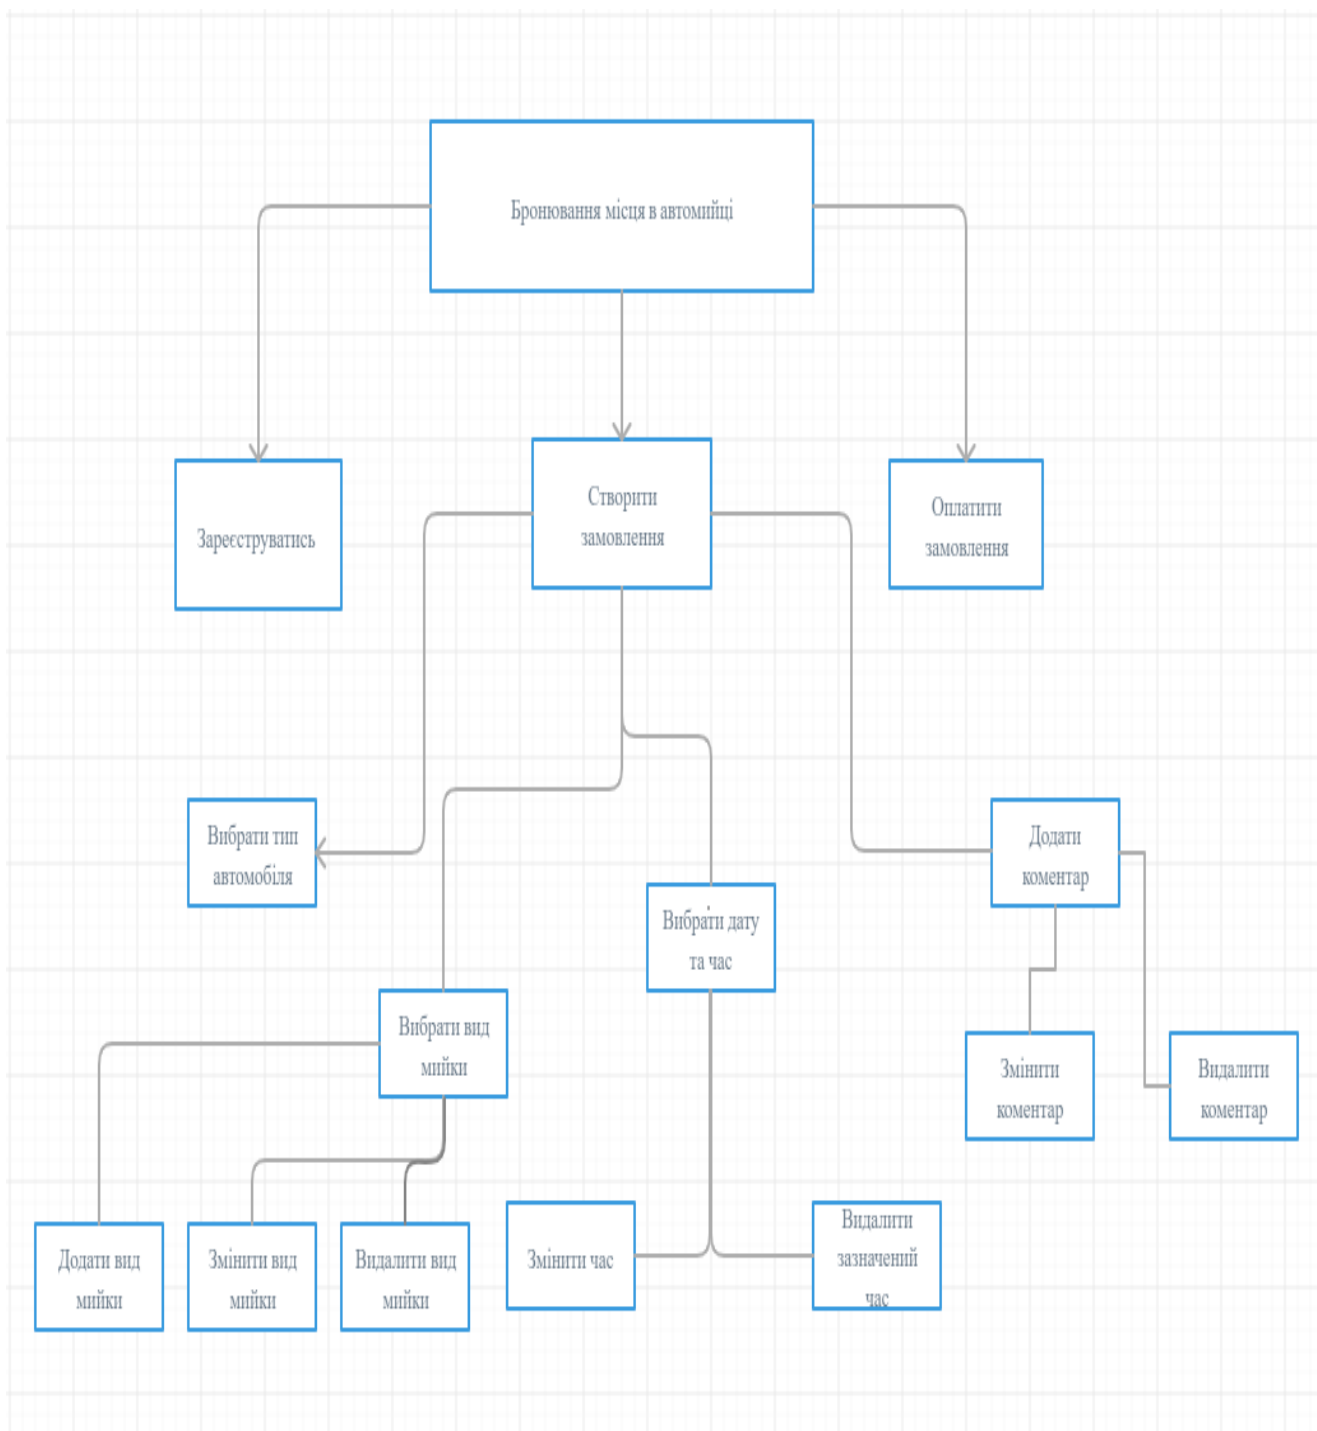 Бронювання місця в автомийці
Зареєструватись
Створити
замовлення
Оплатити
замовлення
Вибрати тип
автомобіля
Додати
коментар
Вибрати дату
та час
Вибрати вид
мийки
Змінити
коментар
Видалити
коментар
Додати вид
мийки
Змінити вид
мийки
Видалити вид
мийки
Змінити час
Видалити
зазначений
час